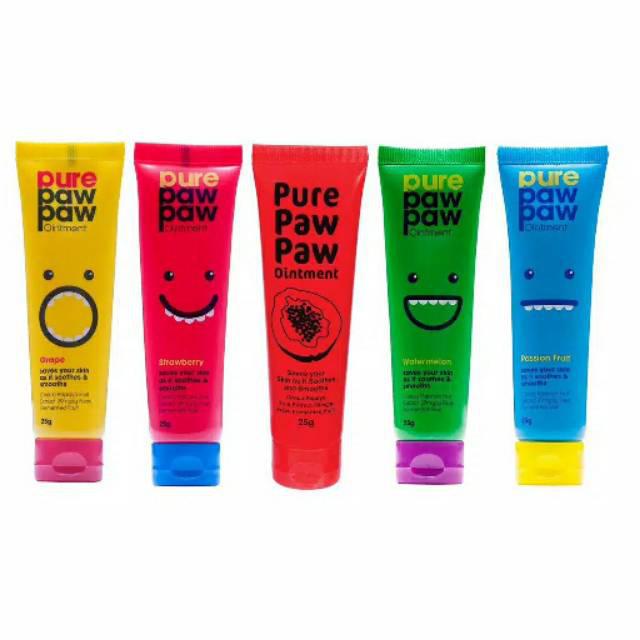 pure
paw
paw
Ointment
Grape
saves your skin
as it soothes &
smooths
25g
pure
paw
paw
Ointment
Strawberry
saves your skin
as it soothes &
smooths
25g
Pure
Paw
Paw
Ointment
Saves your
Skin as it Soothes
and Smooths
25g
pure
paw
paw
Ointment
Watermelon
saves your skin
as it soothes &
smooths
25g
pure
paw
paw
Ointment
Passion Fruit
saves your skin
as it soothes &
smooths
25g